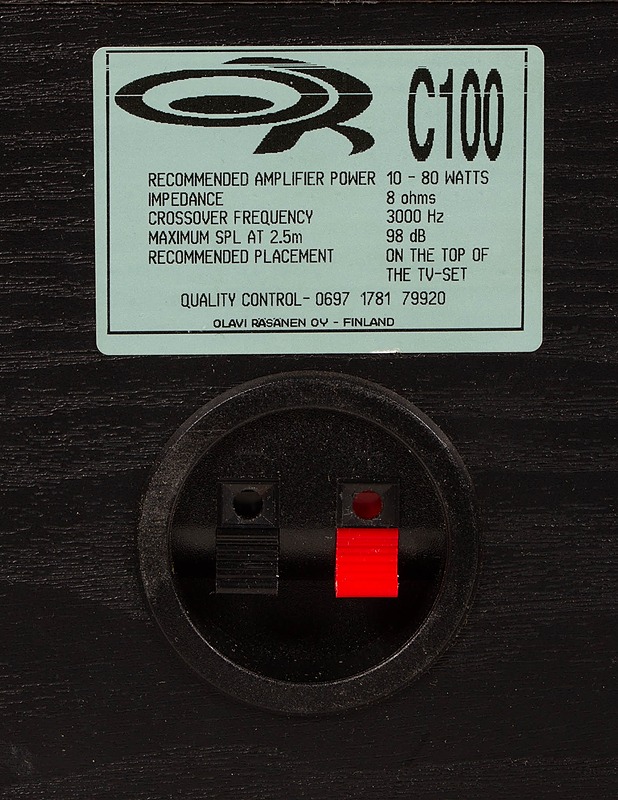 OR C100
RECOMMENDED AMPLIFIER POWER 10 - 80 WATTS
IMPEDANCE 8 ohms
CROSSOVER FREQUENCY 3000 Hz
MAXIMUM SPL AT 2.5m 98 dB
RECOMMENDED PLACEMENT ON THE TOP OF
THE TV-SET
QUALITY CONTROL- 0697 1781 79920
OLAVI RÄSÄNEN OY - FINLAND